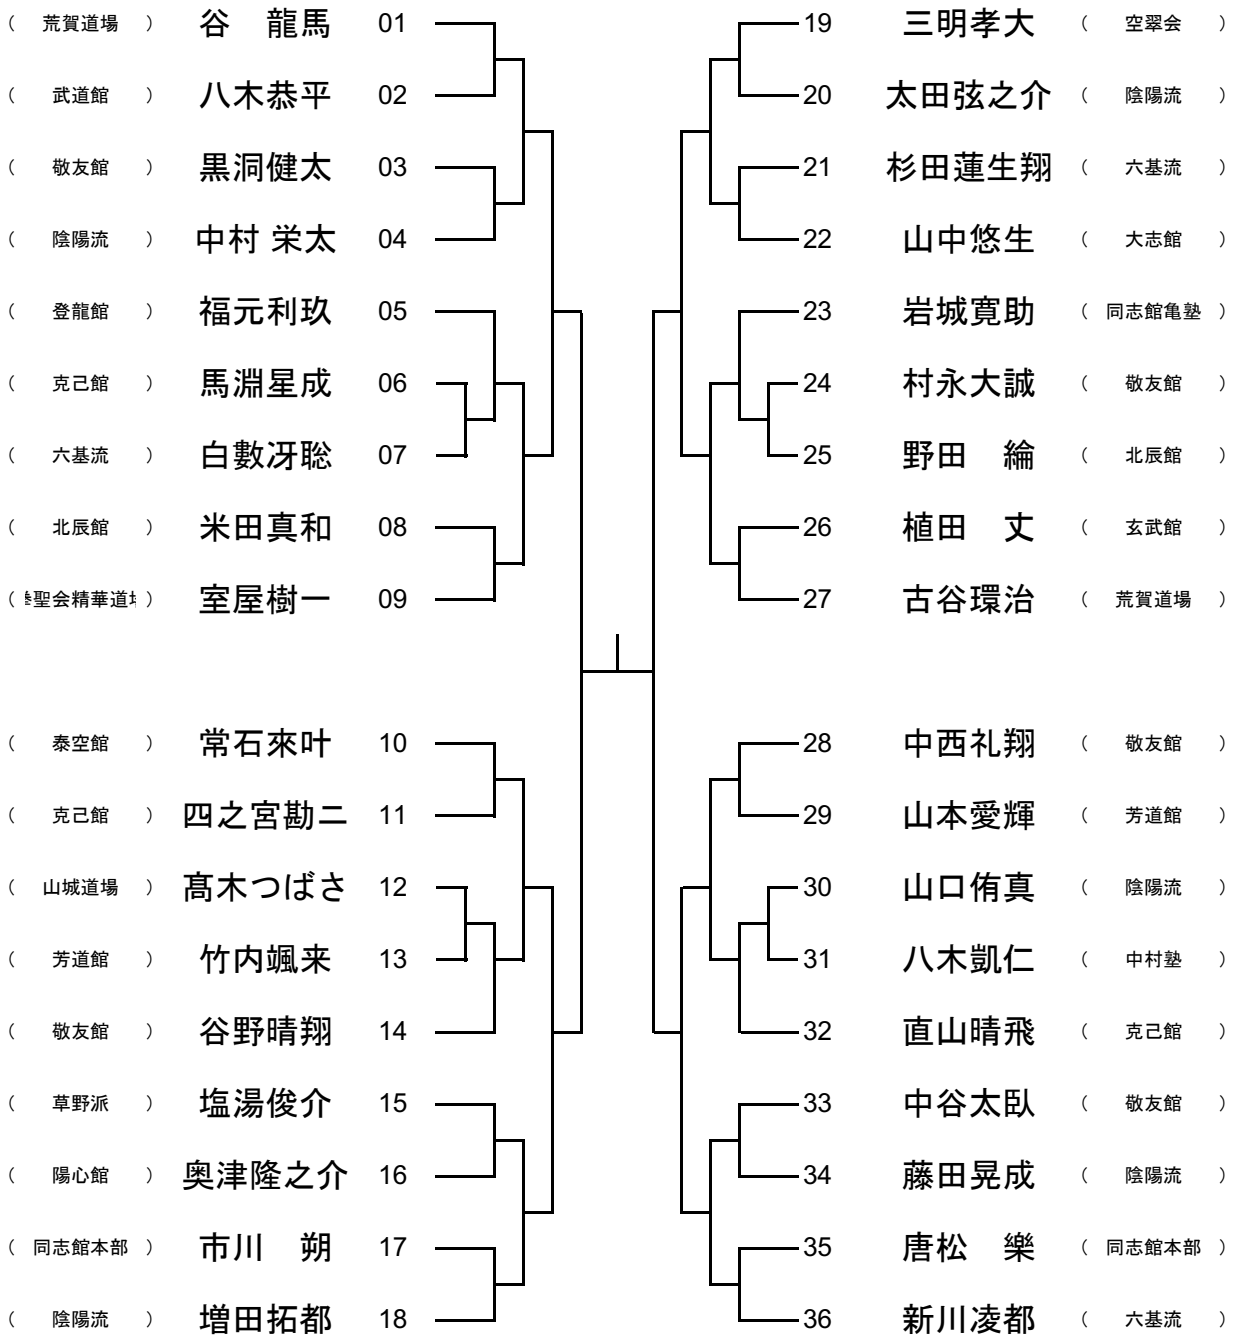 （ 荒賀道場 ） 谷　龍馬 01
（ 武道館 ） 八木恭平 02
（ 敬友館 ） 黒洞健太 03
（ 陰陽流 ） 中村 栄太 04
（ 登龍館 ） 福元利玖 05
（ 克己館 ） 馬淵星成 06
（ 六基流 ） 白數冴聡 07
（ 北辰館 ） 米田真和 08
（ 聖会精華道 ） 室屋樹一 09
（ 泰空館 ） 常石來叶 10
（ 克己館 ） 四之宮勘二 11
（ 山城道場 ） 髙木つばさ 12
（ 芳道館 ） 竹内颯来 13
（ 敬友館 ） 谷野晴翔 14
（ 草野派 ） 塩湯俊介 15
（ 陽心館 ） 奥津隆之介 16
（ 同志館本部 ） 市川　朔 17
（ 陰陽流 ） 増田拓都 18
19 三明孝大 （ 空翠会 ）
20 太田弦之介 （ 陰陽流 ）
21 杉田蓮生翔 （ 六基流 ）
22 山中悠生 （ 大志館 ）
23 岩城寛助 （ 同志館亀塾 ）
24 村永大誠 （ 敬友館 ）
25 野田　綸 （ 北辰館 ）
26 植田　丈 （ 玄武館 ）
27 古谷環治 （ 荒賀道場 ）
28 中西礼翔 （ 敬友館 ）
29 山本愛輝 （ 芳道館 ）
30 山口侑真 （ 陰陽流 ）
31 八木凱仁 （ 中村塾 ）
32 直山晴飛 （ 克己館 ）
33 中谷太臥 （ 敬友館 ）
34 藤田晃成 （ 陰陽流 ）
35 唐松　樂 （ 同志館本部 ）
36 新川凌都 （ 六基流 ）